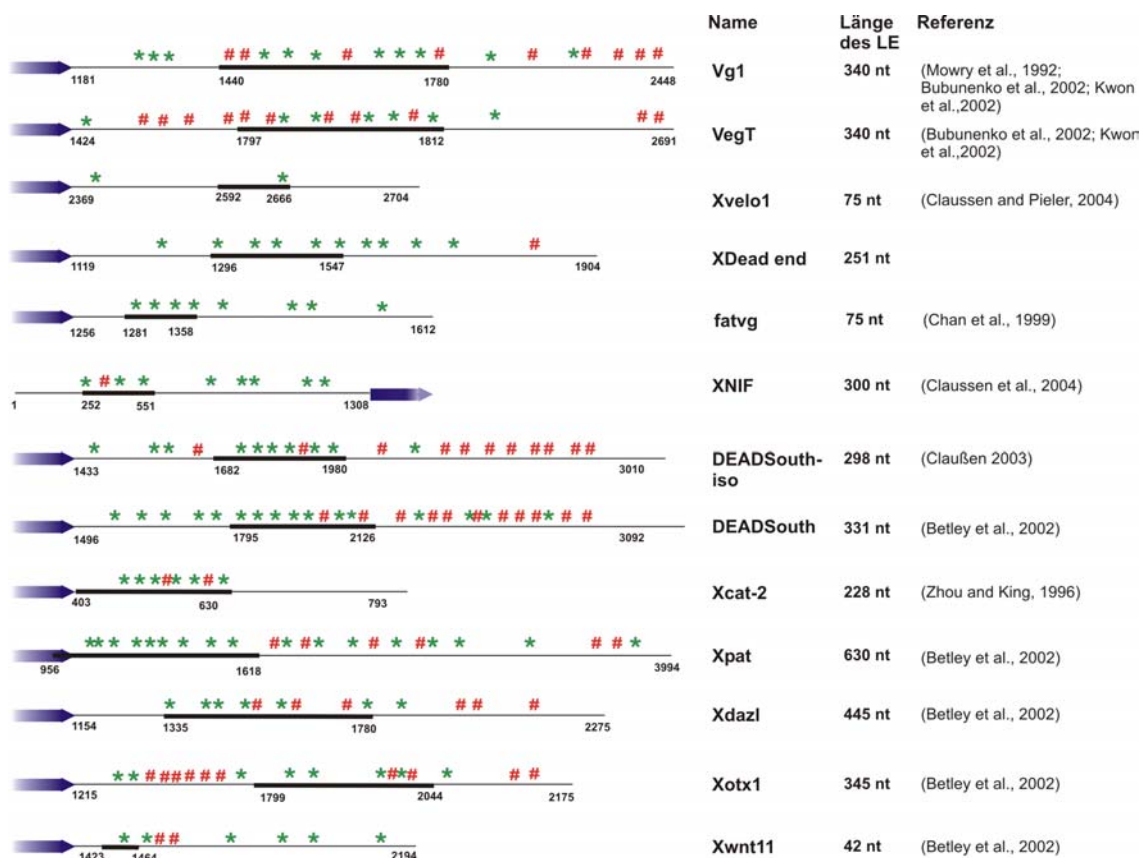 Name Länge des LE Referenz
1181 1440 1780 2448 Vg1 340 nt (Mowry et al., 1992;
Bubunenko et al., 2002; Kwon
et al.,2002)
1424 1797 1812 2691 VegT 340 nt (Bubunenko et al., 2002; Kwon
et al.,2002)
2369 2592 2666 2704 Xvelo1 75 nt (Claussen and Pieler, 2004)
1119 1296 1547 1904 XDead end 251 nt
1256 1281 1358 1612 fatvg 75 nt (Chan et al., 1999)
1 252 551 1308 XNIF 300 nt (Claussen et al., 2004)
1433 1682 1980 3010 DEADSouth-
iso 298 nt (Claußen 2003)
1496 1795 2126 3092 DEADSouth 331 nt (Betley et al., 2002)
403 630 793 Xcat-2 228 nt (Zhou and King, 1996)
956 1618 3994 Xpat 630 nt (Betley et al., 2002)
1154 1335 1780 2275 Xdazl 445 nt (Betley et al., 2002)
1215 1799 2044 2175 Xotx1 345 nt (Betley et al., 2002)
1423 1464 2194 Xwnt11 42 nt (Betley et al., 2002)